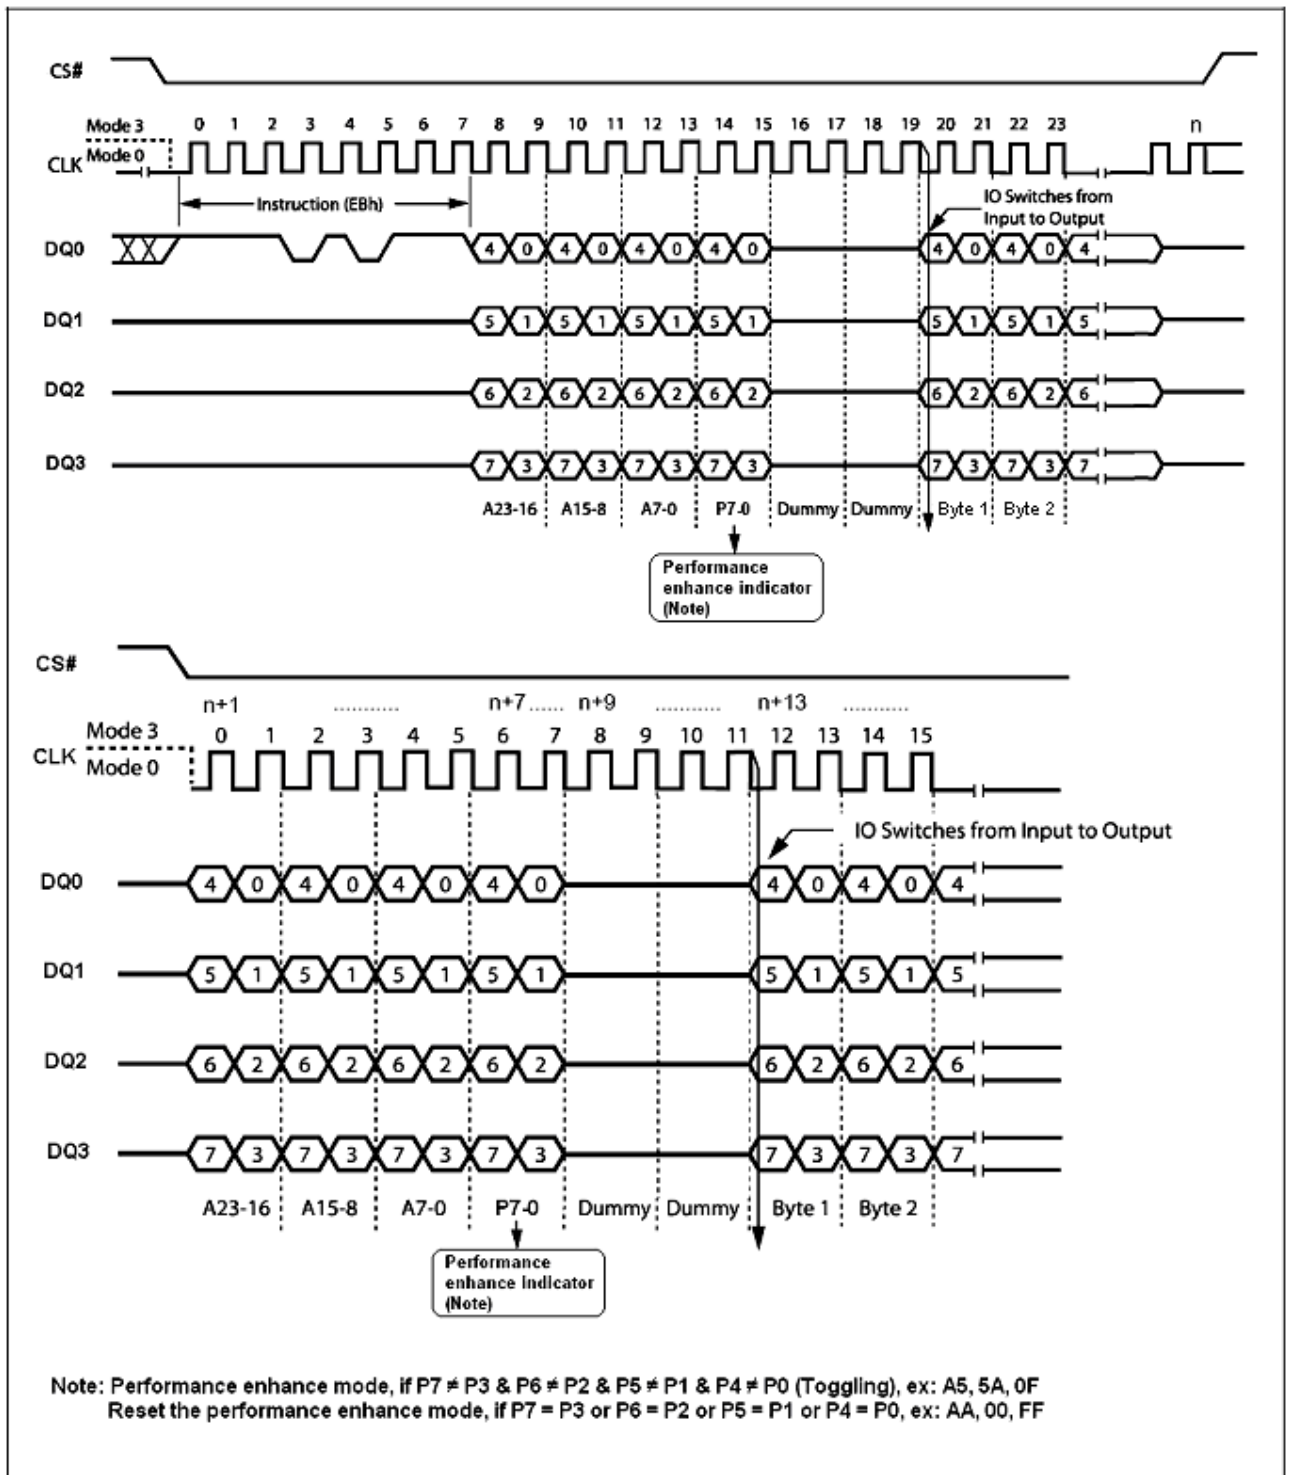 CS#
Mode 3
0 1 2 3 4 5 6 7 8 9 10 11 12 13 14 15 16 17 18 19 20 21 22 23 n
CLK Mode 0
Instruction (EBh)
IO Switches from
Input to Output
DQ0 4 0 4 0 4 0 4 0 4 0 4 0 4
DQ1 5 1 5 1 5 1 5 1 5 1 5 1 5
DQ2 6 2 6 2 6 2 6 2 6 2 6 2 6
DQ3 7 3 7 3 7 3 7 3 7 3 7 3 7
A23-16 A15-8 A7-0 P7-0 Dummy Dummy Byte 1 Byte 2
Performance
enhance indicator
(Note)
CS#
n+1 ........... n+7 ...... n+9 ........... n+13 ...........
Mode 3 0 1 2 3 4 5 6 7 8 9 10 11 12 13 14 15
CLK
Mode 0
IO Switches from Input to Output
DQ0 4 0 4 0 4 0 4 0 4 0 4 0 4
DQ1 5 1 5 1 5 1 5 1 5 1 5 1 5
DQ2 6 2 6 2 6 2 6 2 6 2 6 2 6
DQ3 7 3 7 3 7 3 7 3 7 3 7 3 7
A23-16 A15-8 A7-0 P7-0 Dummy Dummy Byte 1 Byte 2
Performance
enhance indicator
(Note)
Note: Performance enhance mode, if P7 ≠ P3 & P6 ≠ P2 & P5 ≠ P1 & P4 ≠ P0 (Toggling), ex: A5, 5A, 0F
Reset the performance enhance mode, if P7 = P3 or P6 = P2 or P5 = P1 or P4 = P0, ex: AA, 00, FF